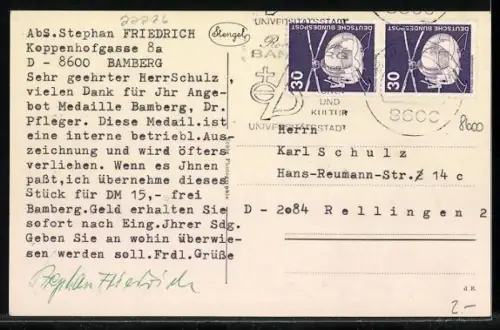 22226
AbS.Stephan FRIEDRICH
Koppenhofgasse 8a
D - 8600 BAMBERG
Sehr geehrter HerrSchulz
vielen Dank für Jhr Ange-
bot Medaille Bamberg, Dr.
Pfleger. Diese Medail.ist
eine interne betriebl.Aus
zeichnung und wird öfters
verliehen. Wenn es Jhnen
paßt,ich übernehme dieses
Stück für DM 15,- frei
Bamberg.Geld erhalten Sie
sofort nach Eing.Jhrer Sdg.
Geben Sie an wohin überwie-
sen werden soll.Frdl.Grüße
Stephan Friedrich
Stengel
UNIVERSITÄTSSTADT
BAM
UND
KULTUR
UNIVERSITÄTSSTADT
DEUTSCHE BUNDESPOST
30
DEUTSCHE BUNDESPOST
30
8600
8600
Herrn
Karl Schulz
Hans-Reumann-Str. 14 c
D - 2084 Rellingen 2
d R.
2.-